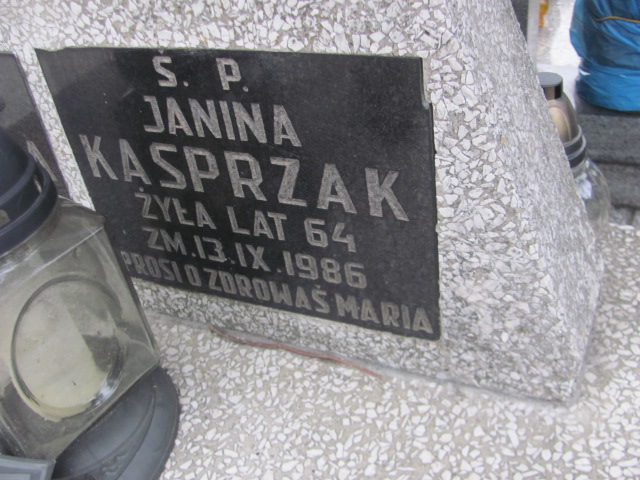 S. P.
JANINA
KASPRZAK
ŻYŁA LAT 64
ZM. 13.IX.1986
PROSI O ZDROWAŚ MARIA